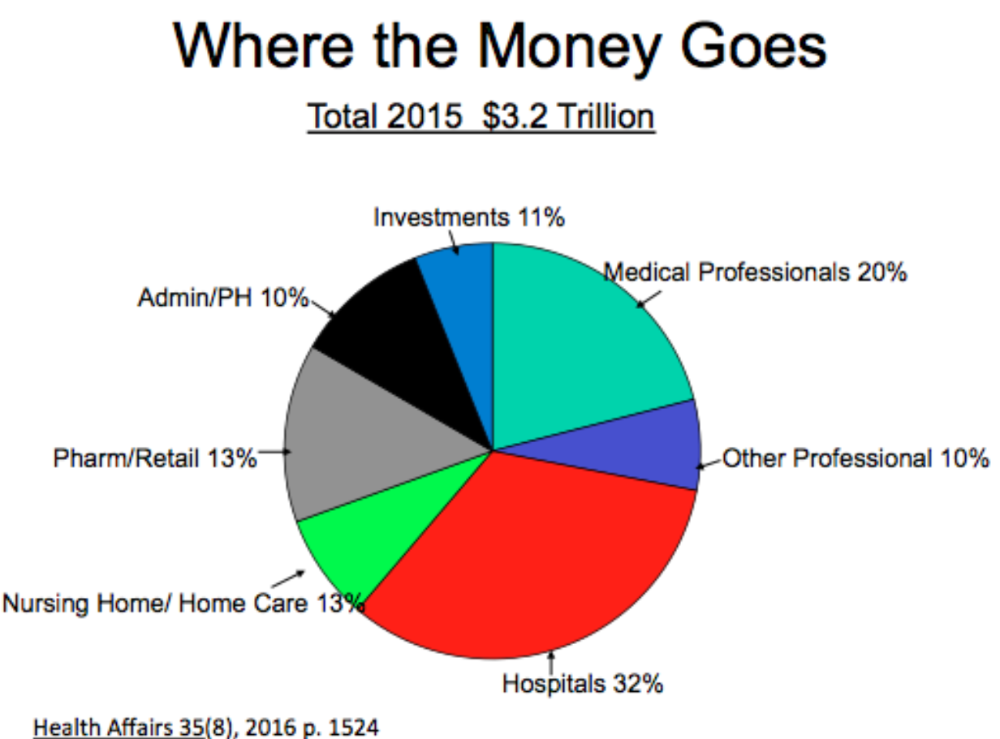 Where the Money Goes
Total 2015  $3.2 Trillion
Investments 11%
Medical Professionals 20%
Admin/PH 10%
Pharm/Retail 13%
Other Professional 10%
Nursing Home/ Home Care 13%
Hospitals 32%
Health Affairs 35(8), 2016 p. 1524